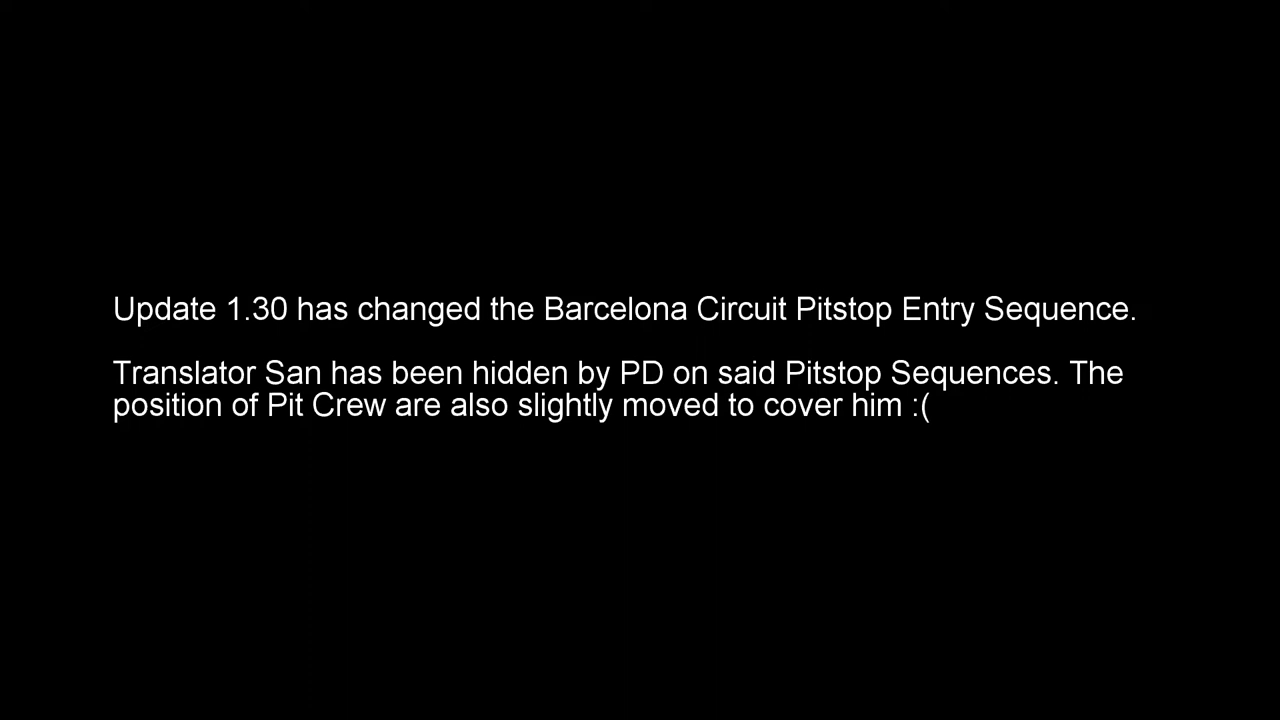 Update 1.30 has changed the Barcelona Circuit Pitstop Entry Sequence.
Translator San has been hidden by PD on said Pitstop Sequences. The
position of Pit Crew are also slightly moved to cover him :(